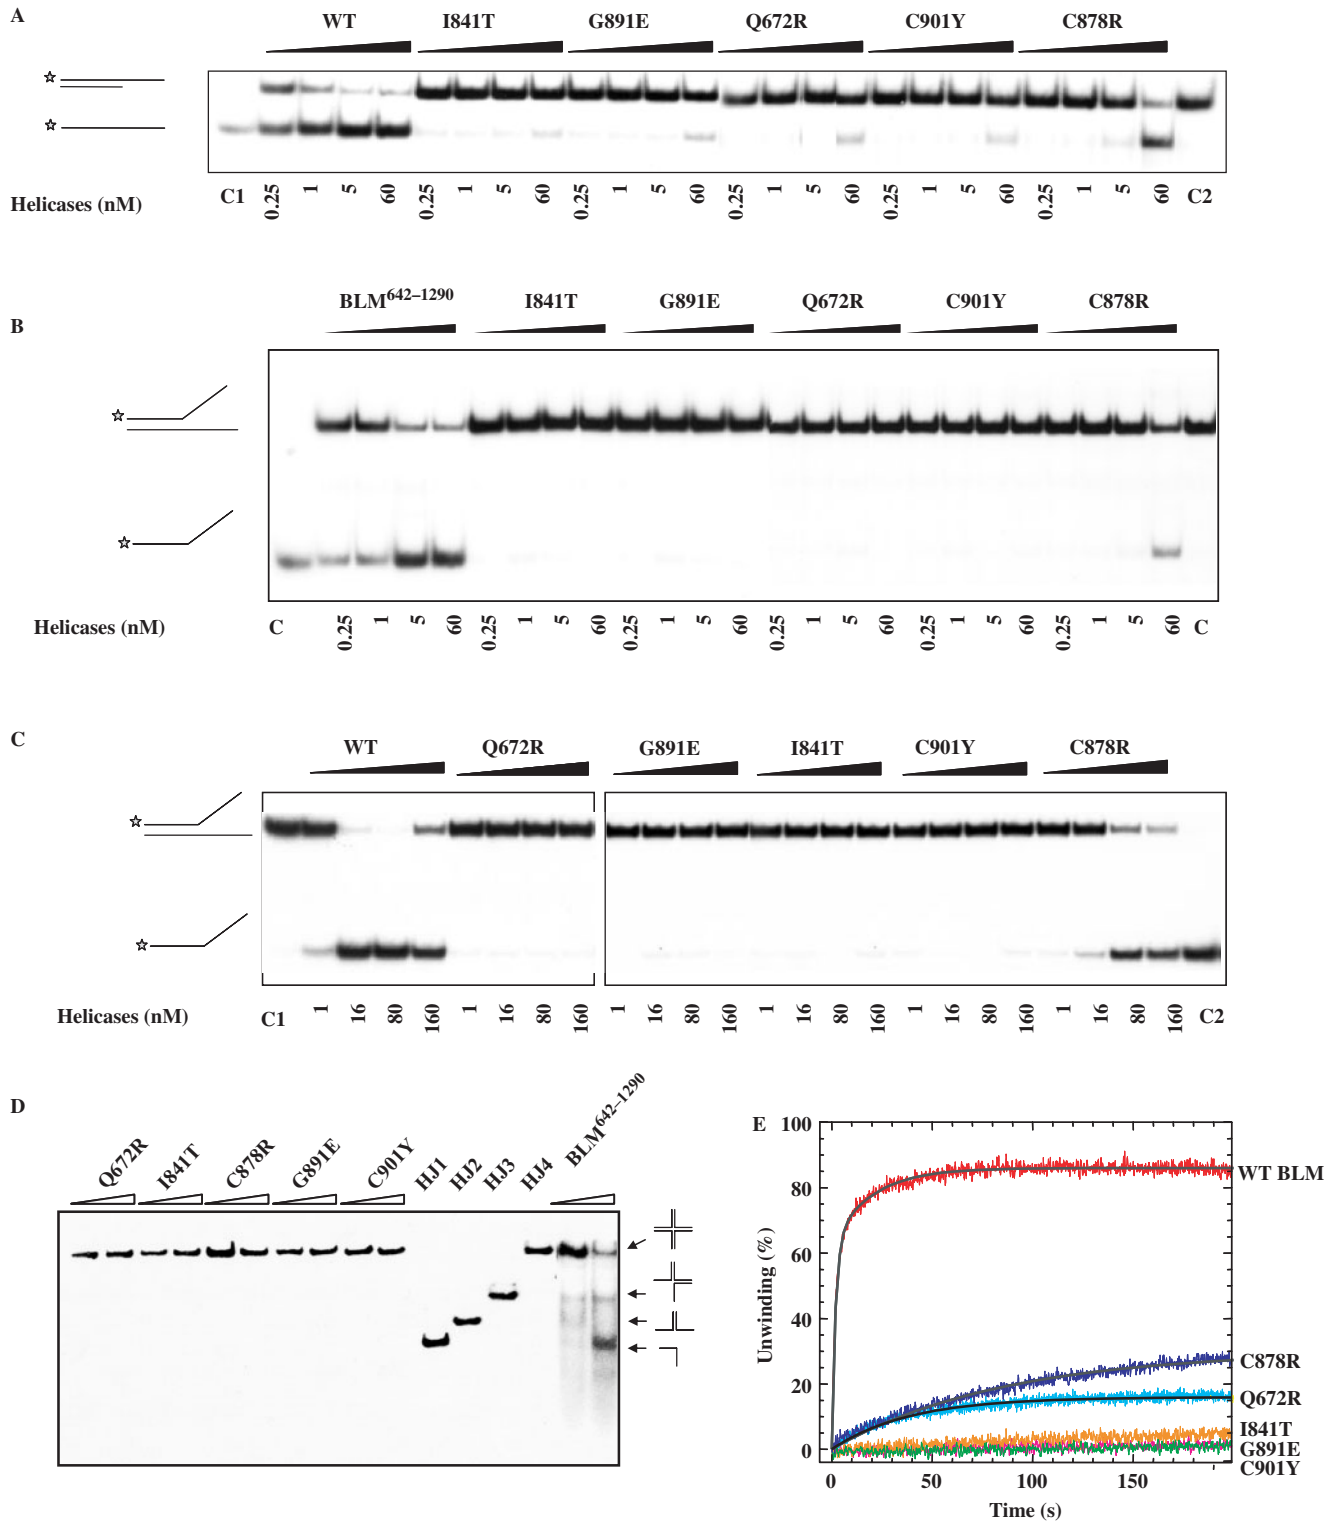 A
WT I841T G891E Q672R C901Y C878R
Helicases (nM) C1 0.25 1 5 60 0.25 1 5 60 0.25 1 5 60 0.25 1 5 60 0.25 1 5 60 0.25 1 5 60 C2
B
BLM642–1290 I841T G891E Q672R C901Y C878R
Helicases (nM) C 0.25 1 5 60 0.25 1 5 60 0.25 1 5 60 0.25 1 5 60 0.25 1 5 60 0.25 1 5 60 C
C
WT Q672R G891E I841T C901Y C878R
Helicases (nM) C1 1 16 80 160 1 16 80 160 1 16 80 160 1 16 80 160 1 16 80 160 1 16 80 160 C2
D
Q672R I841T C878R G891E C901Y HJ1 HJ2 HJ3 HJ4 BLM642–1290
E
Unwinding (%)
100
80
60
40
20
0
WT BLM
C878R
Q672R
I841T
G891E
C901Y
0 50 100 150
Time (s)